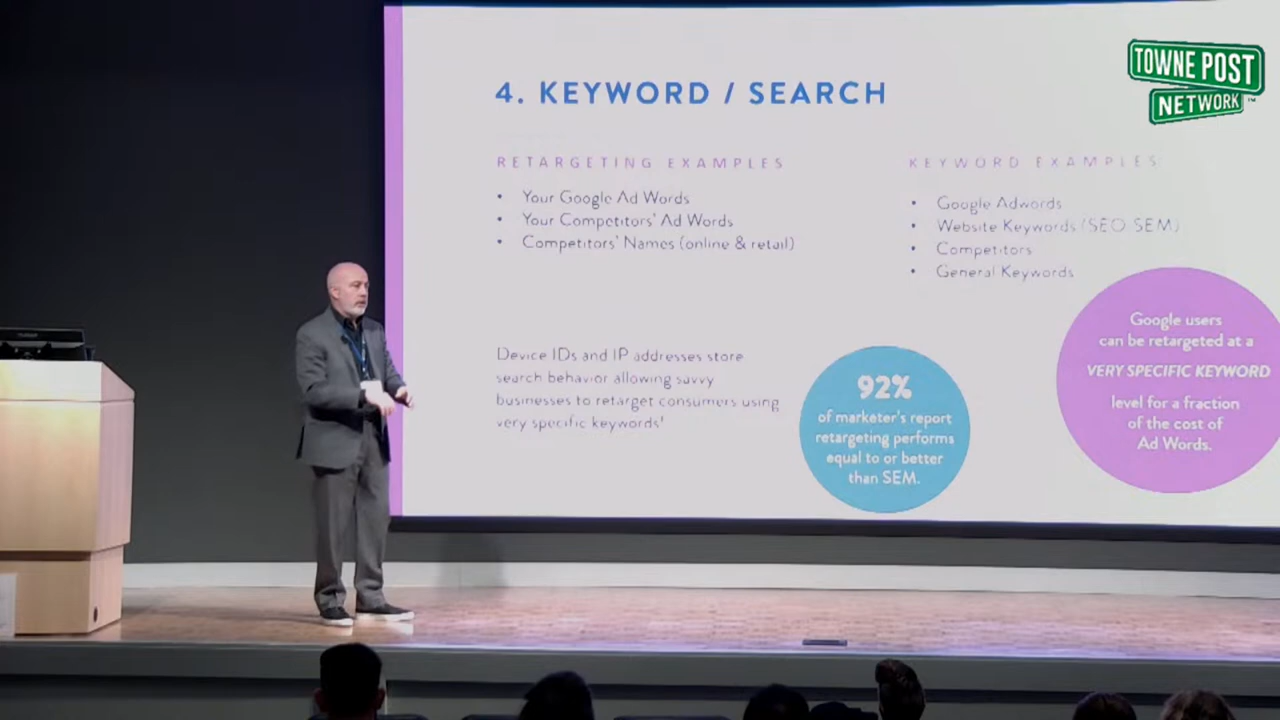 TOWNE POST
NETWORK™
4. KEYWORD / SEARCH
RETARGETING EXAMPLES
• Your Google Ad Words
• Your Competitors' Ad Words
• Competitors' Names (online & retail)
KEYWORD EXAMPLES
• Google Adwords
• Website Keywords (SEO SEM)
• Competitors
• General Keywords
Device IDs and IP addresses store
search behavior allowing savvy
businesses to retarget consumers using
very specific keywords¹
92%
of marketer's report
retargeting performs
equal to or better
than SEM.
Google users
can be retargeted at a
VERY SPECIFIC KEYWORD
level for a fraction
of the cost of
Ad Words.